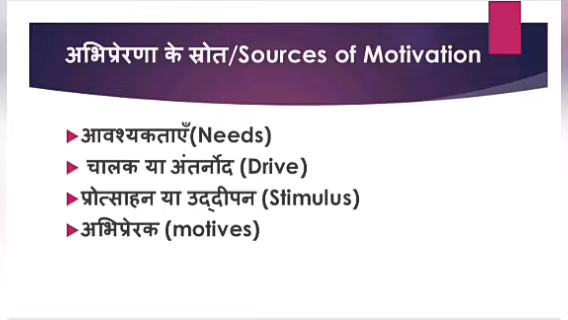 अभिप्रेरणा के स्रोत/Sources of Motivation
आवश्यकताएँ(Needs)
चालक या अंतर्नोद (Drive)
प्रोत्साहन या उद्दीपन (Stimulus)
अभिप्रेरक (motives)